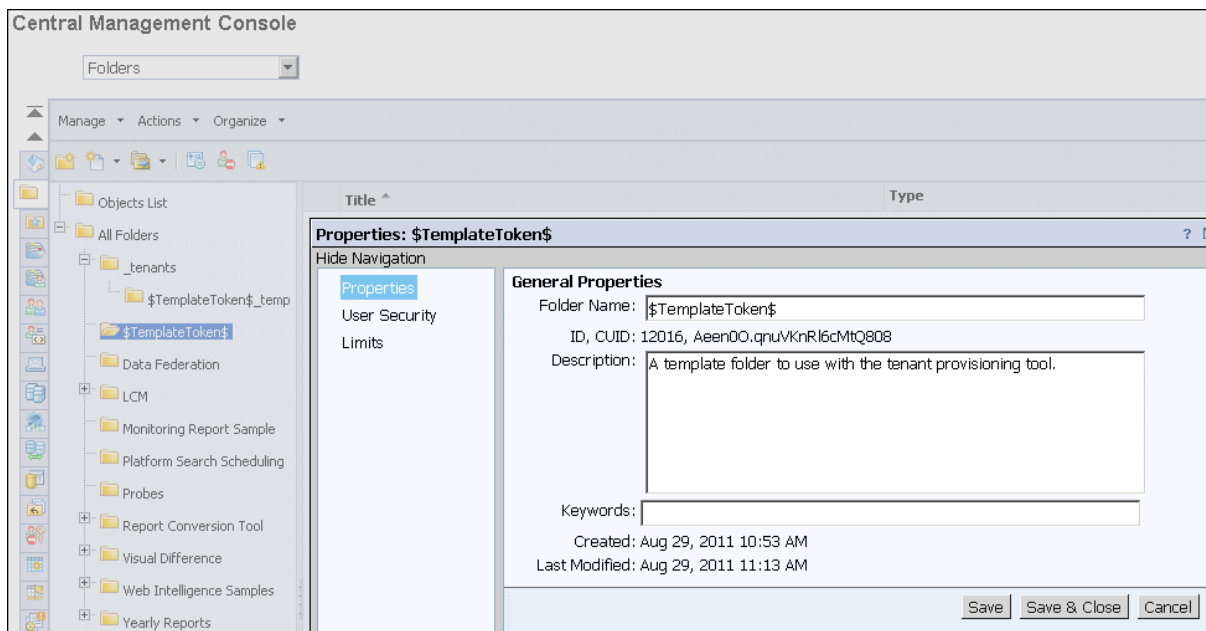 Central Management Console
Folders
Manage Actions Organize
Objects List
All Folders
_tenants
$TemplateToken$_temp
$TemplateToken$
Data Federation
LCM
Monitoring Report Sample
Platform Search Scheduling
Probes
Report Conversion Tool
Visual Difference
Web Intelligence Samples
Yearly Reports
Title Type
Properties: $TemplateToken$ ?
Hide Navigation
Properties
User Security
Limits
General Properties
Folder Name: $TemplateToken$
ID, CUID: 12016, Aeen0O.qnuVKnRl6cMtQ808
Description: A template folder to use with the tenant provisioning tool.
Keywords:
Created: Aug 29, 2011 10:53 AM
Last Modified: Aug 29, 2011 11:13 AM
Save Save & Close Cancel